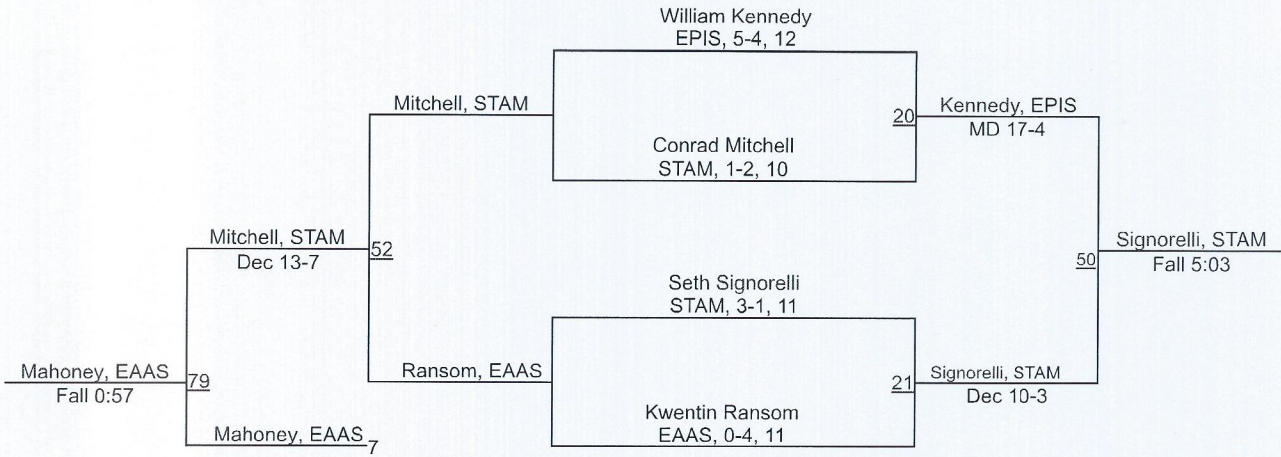 William Kennedy
EPIS, 5-4, 12
Mitchell, STAM
20
Kennedy, EPIS
MD 17-4
Conrad Mitchell
STAM, 1-2, 10
Mitchell, STAM
Dec 13-7
52
50
Signorelli, STAM
Fall 5:03
Seth Signorelli
STAM, 3-1, 11
Mahoney, EAAS
Fall 0:57
79
Ransom, EAAS
21
Signorelli, STAM
Dec 10-3
Kwentin Ransom
EAAS, 0-4, 11
Mahoney, EAAS
7